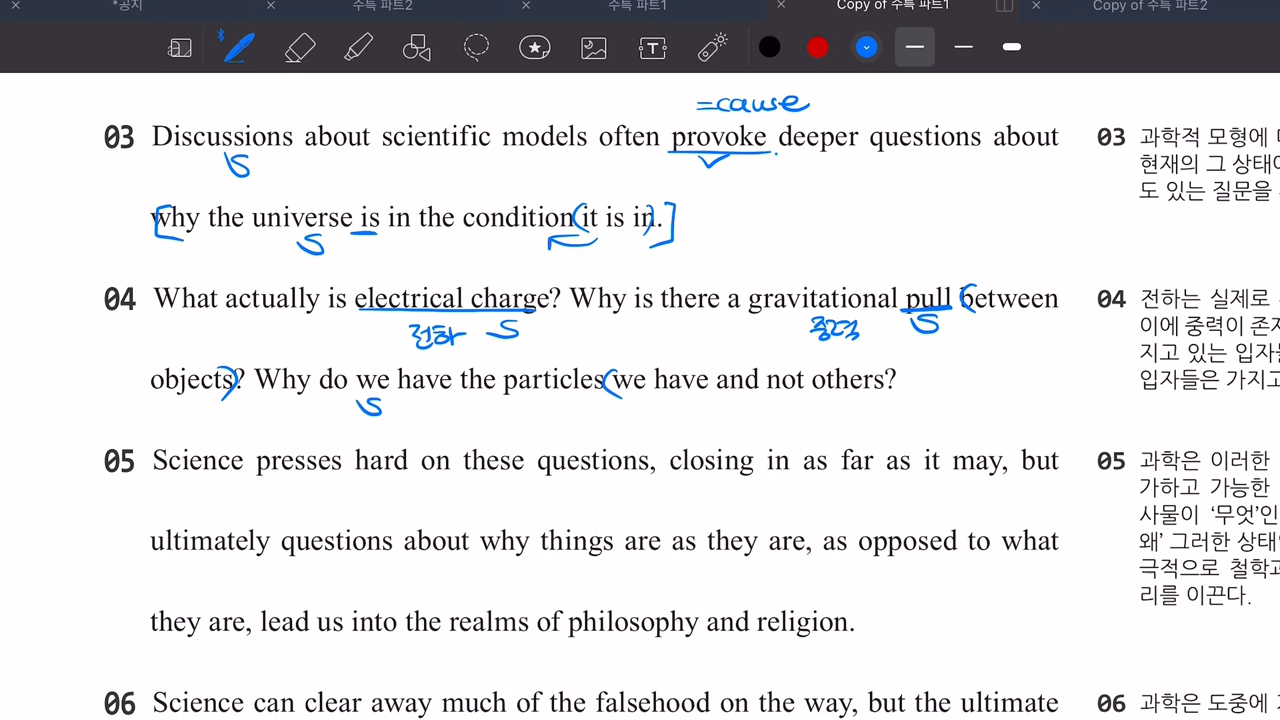 *공지
수특 파트2
수특 파트1
Copy of 수특 파트1
Copy of 수특 파트2
=cause
03 Discussions about scientific models often provoke deeper questions about
S
why the universe is in the condition (it is in).]
S
04 What actually is electrical charge? Why is there a gravitational pull (between
전하 S S
objects)? Why do we have the particles (we have and not others?
S
05 Science presses hard on these questions, closing in as far as it may, but
ultimately questions about why things are as they are, as opposed to what
they are, lead us into the realms of philosophy and religion.
06 Science can clear away much of the falsehood on the way, but the ultimate
03 과학적 모형에
현재의 그 상태에
도 있는 질문을
04 전하는 실제로
이에 중력이 존재
지고 있는 입자들
입자들은 가지고
05 과학은 이러한
가하고 가능한
사물이 ‘무엇’인
왜’ 그러한 상태
극적으로 철학과
리를 이끈다.
06 과학은 도중에